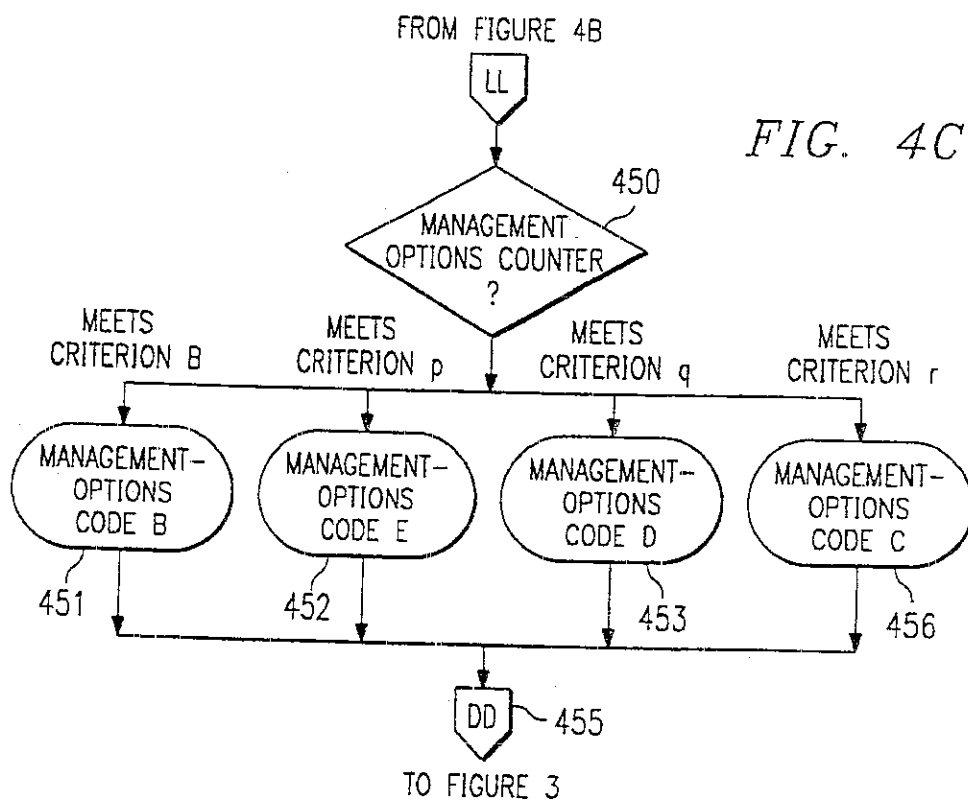 FROM FIGURE 4B
LL
FIG. 4C
450
MANAGEMENT
OPTIONS COUNTER
?
MEETS
CRITERION B
MEETS
CRITERION p
MEETS
CRITERION q
MEETS
CRITERION r
MANAGEMENT-
OPTIONS
CODE B
MANAGEMENT-
OPTIONS
CODE E
MANAGEMENT-
OPTIONS
CODE D
MANAGEMENT-
OPTIONS
CODE C
451
452
453
456
DD
455
TO FIGURE 3